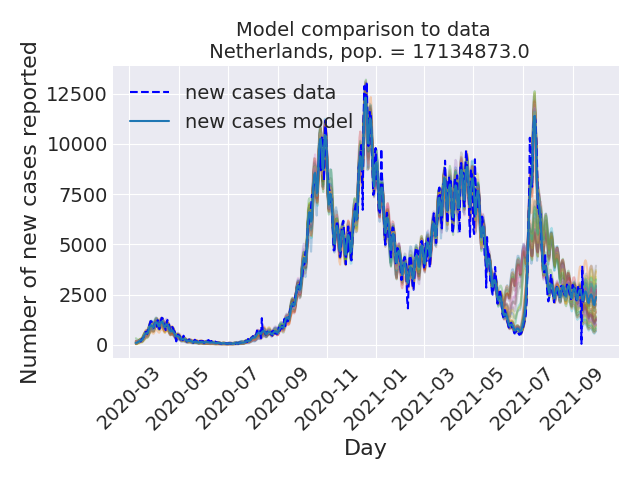 Model comparison to data
Netherlands, pop. = 17134873.0
Number of new cases reported
12500
10000
7500
5000
2500
0
new cases data
new cases model
2020-03
2020-05
2020-07
2020-09
2020-11
2021-01
2021-03
2021-05
2021-07
2021-09
Day